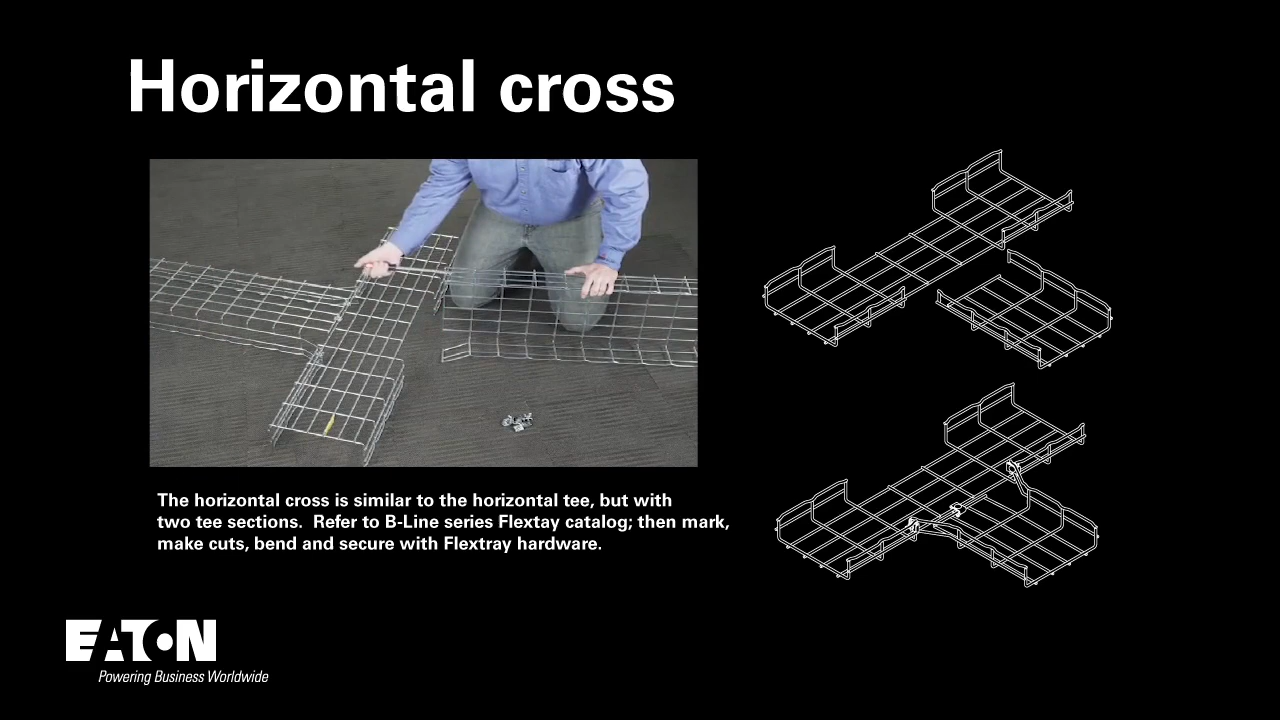 Horizontal cross
The horizontal cross is similar to the horizontal tee, but with
two tee sections.  Refer to B-Line series Flextay catalog; then mark,
make cuts, bend and secure with Flextray hardware.
EATON
Powering Business Worldwide